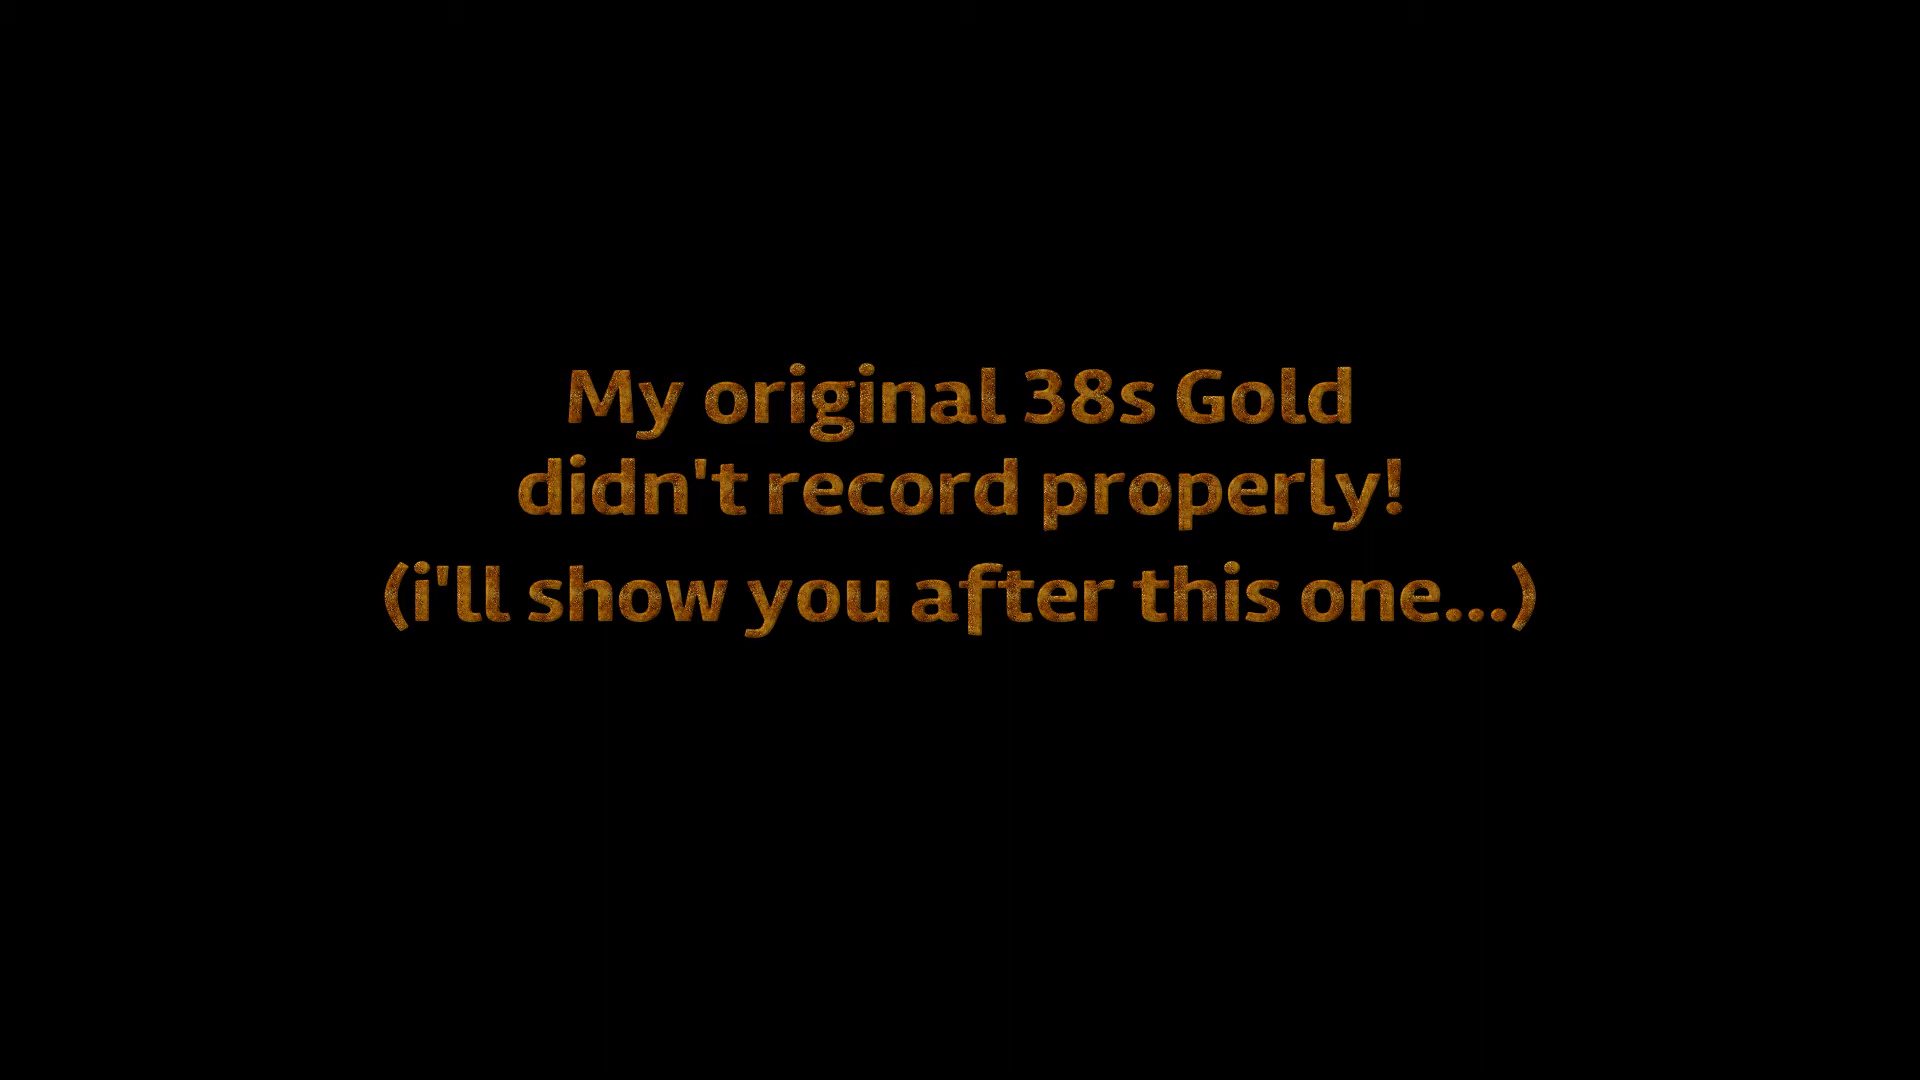 My original 38s Gold
didn't record properly!
(i'll show you after this one...)